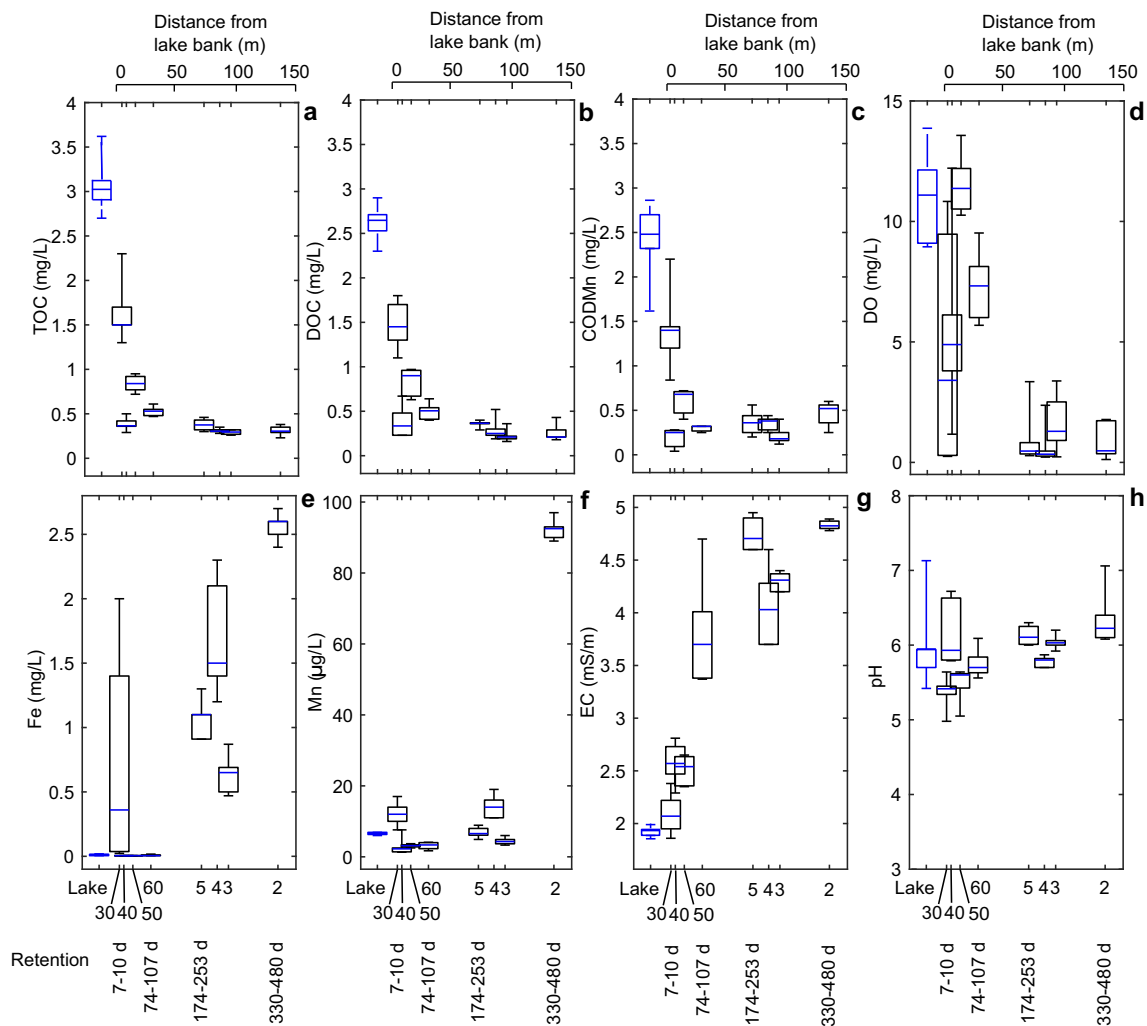 Distance from
lake bank (m)
0 50 100 150
Distance from
lake bank (m)
0 50 100 150
Distance from
lake bank (m)
0 50 100 150
Distance from
lake bank (m)
0 50 100 150
a
TOC (mg/L)
4
3.5
3
2.5
2
1.5
1
0.5
0
b
DOC (mg/L)
4
3.5
3
2.5
2
1.5
1
0.5
0
c
CODMn (mg/L)
4
3.5
3
2.5
2
1.5
1
0.5
0
d
DO (mg/L)
15
10
5
0
e
Fe (mg/L)
2.5
2
1.5
1
0.5
0
f
Mn (µg/L)
100
80
60
40
20
0
g
EC (mS/m)
5
4.5
4
3.5
3
2.5
2
h
pH
8
7
6
5
4
3
Lake 60 5 43 2
30 40 50
Lake 60 5 43 2
30 40 50
Lake 60 5 43 2
30 40 50
Lake 60 5 43 2
30 40 50
Retention
7-10 d
74-107 d
174-253 d
330-480 d
7-10 d
74-107 d
174-253 d
330-480 d
7-10 d
74-107 d
174-253 d
330-480 d
7-10 d
74-107 d
174-253 d
330-480 d